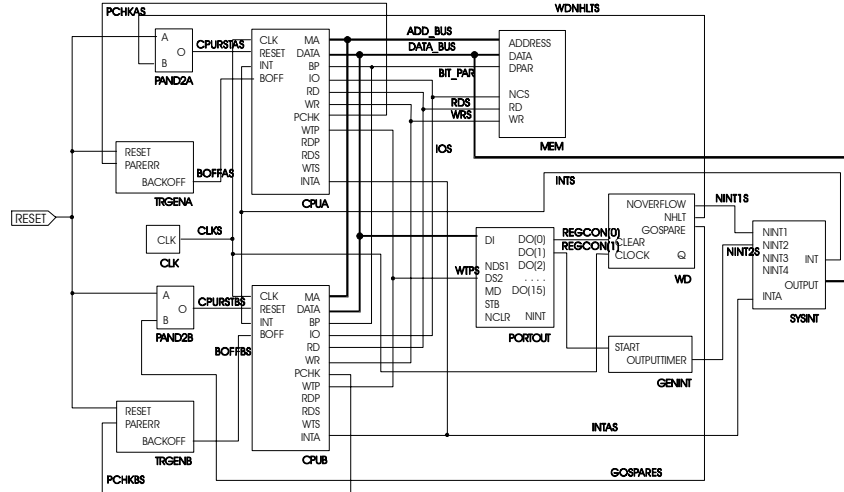 PCHKAS
WDNHLTS
A
O
B
CPURSTAS
PAND2A
CLK
RESET
INT
BOFF
MA
DATA
BP
IO
RD
WR
PCHK
WTP
RDP
RDS
WTS
INTA
CPUA
ADD_BUS
DATA_BUS
BIT_PAR
RDS
WRS
IOS
ADDRESS
DATA
DPAR
NCS
RD
WR
MEM
RESET
PARERR
BACKOFF
TRGENA
BOFFAS
INTS
RESET
CLK
CLK
CLKS
NOVERFLOW
NHLT
GOSPARE
CLEAR
CLOCK
Q
WD
NINT1S
NINT2S
REGCON(0)
REGCON(1)
DI
DO(0)
DO(1)
NDS1
DO(2)
DS2
. . . .
MD
DO(15)
STB
NCLR
NINT
PORTOUT
WTPS
NINT1
NINT2
NINT3
NINT4
INT
OUTPUT
INTA
SYSINT
A
O
B
CPURSTBS
PAND2B
BOFFBS
CLK
RESET
INT
BOFF
MA
DATA
BP
IO
RD
WR
PCHK
WTP
RDP
RDS
WTS
INTA
CPUB
START
OUTPUTTIMER
GENINT
RESET
PARERR
BACKOFF
TRGENB
INTAS
PCHKBS
GOSPARES